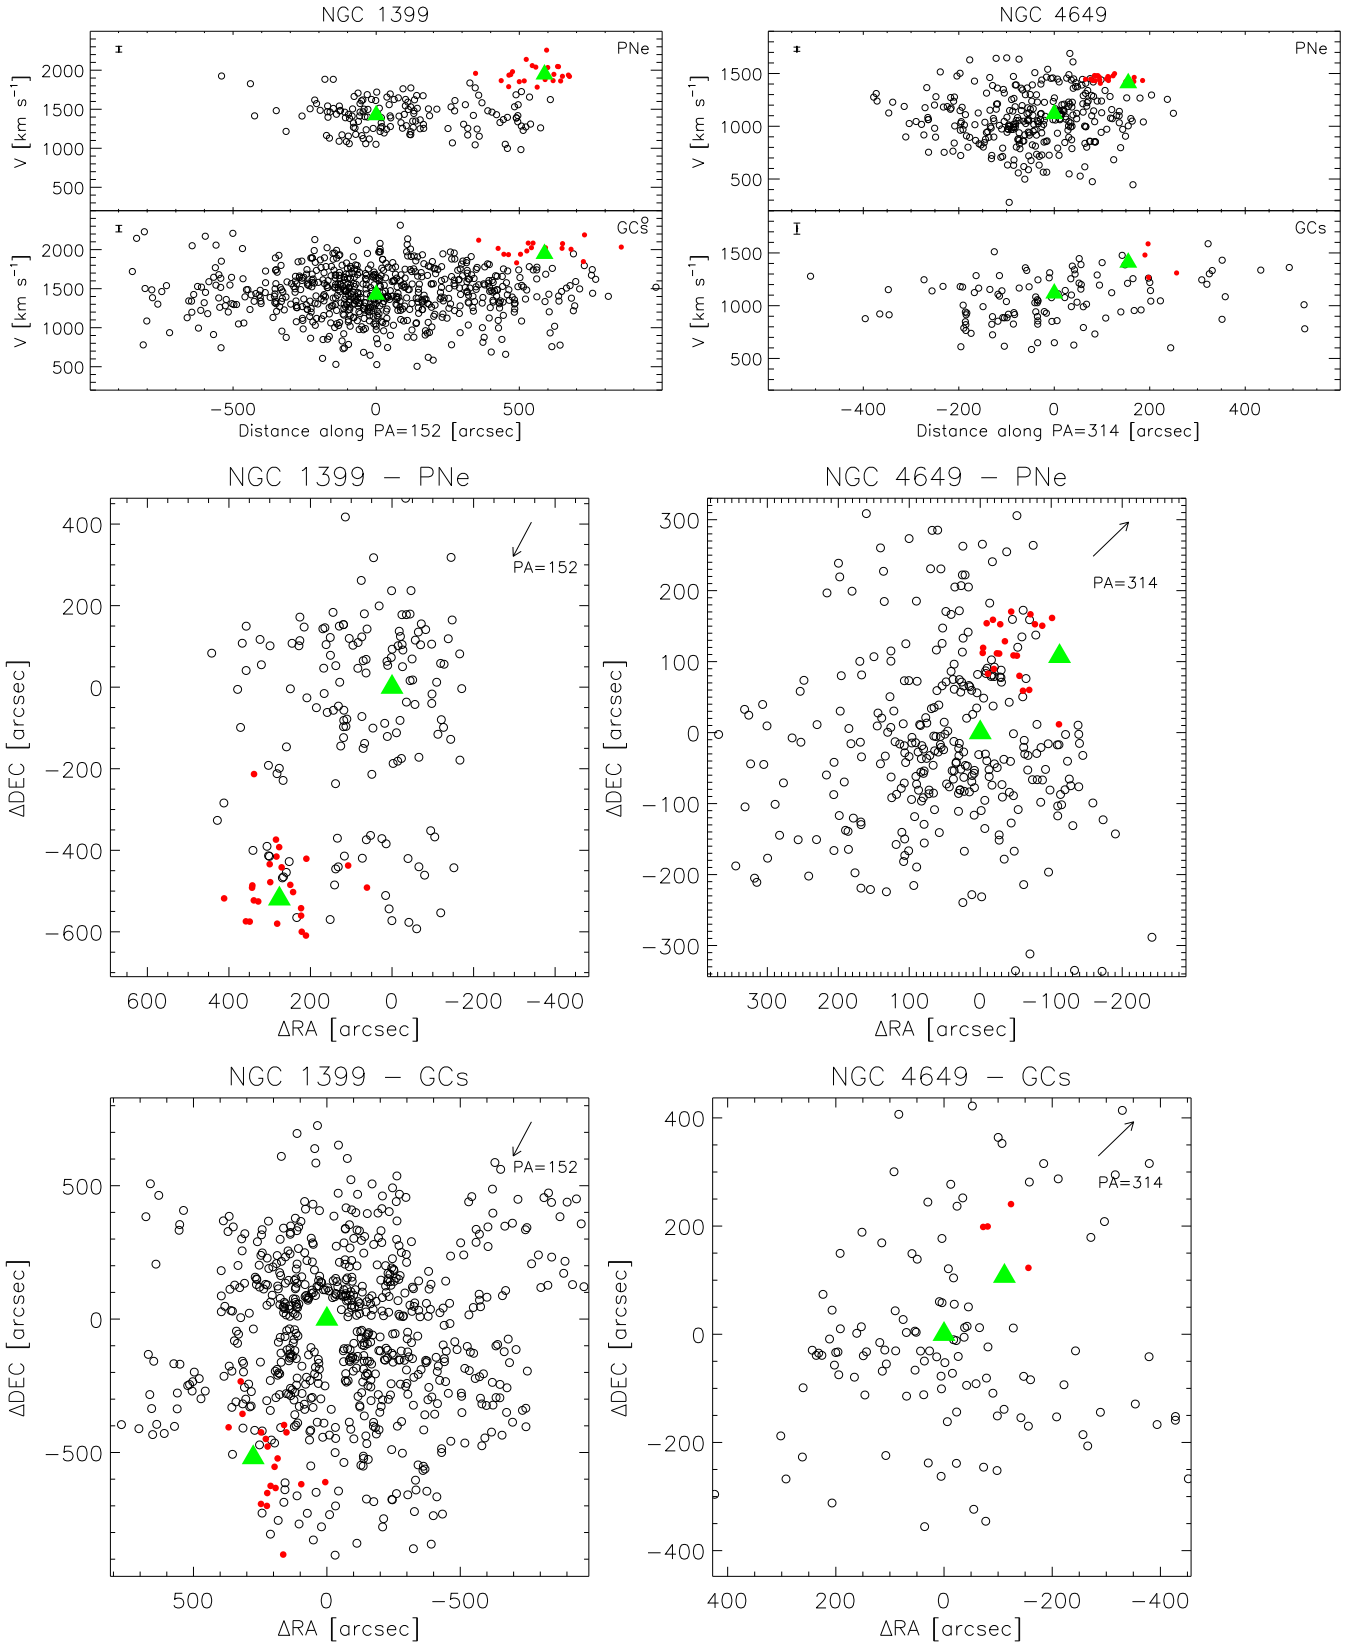 NGC 1399
NGC 4649
PNe
PNe
V [km s⁻¹]
2000
1500
1000
500
V [km s⁻¹]
1500
1000
500
GCs
GCs
V [km s⁻¹]
2000
1500
1000
500
V [km s⁻¹]
1500
1000
500
−500 0 500
−400 −200 0 200 400
Distance along PA=152 [arcsec]
Distance along PA=314 [arcsec]
NGC 1399 − PNe
NGC 4649 − PNe
PA=152
PA=314
ΔDEC [arcsec]
400
200
0
−200
−400
−600
ΔDEC [arcsec]
300
200
100
0
−100
−200
−300
600 400 200 0 −200 −400
300 200 100 0 −100 −200
ΔRA [arcsec]
ΔRA [arcsec]
NGC 1399 − GCs
NGC 4649 − GCs
PA=152
PA=314
ΔDEC [arcsec]
500
0
−500
ΔDEC [arcsec]
400
200
0
−200
−400
500 0 −500
400 200 0 −200 −400
ΔRA [arcsec]
ΔRA [arcsec]